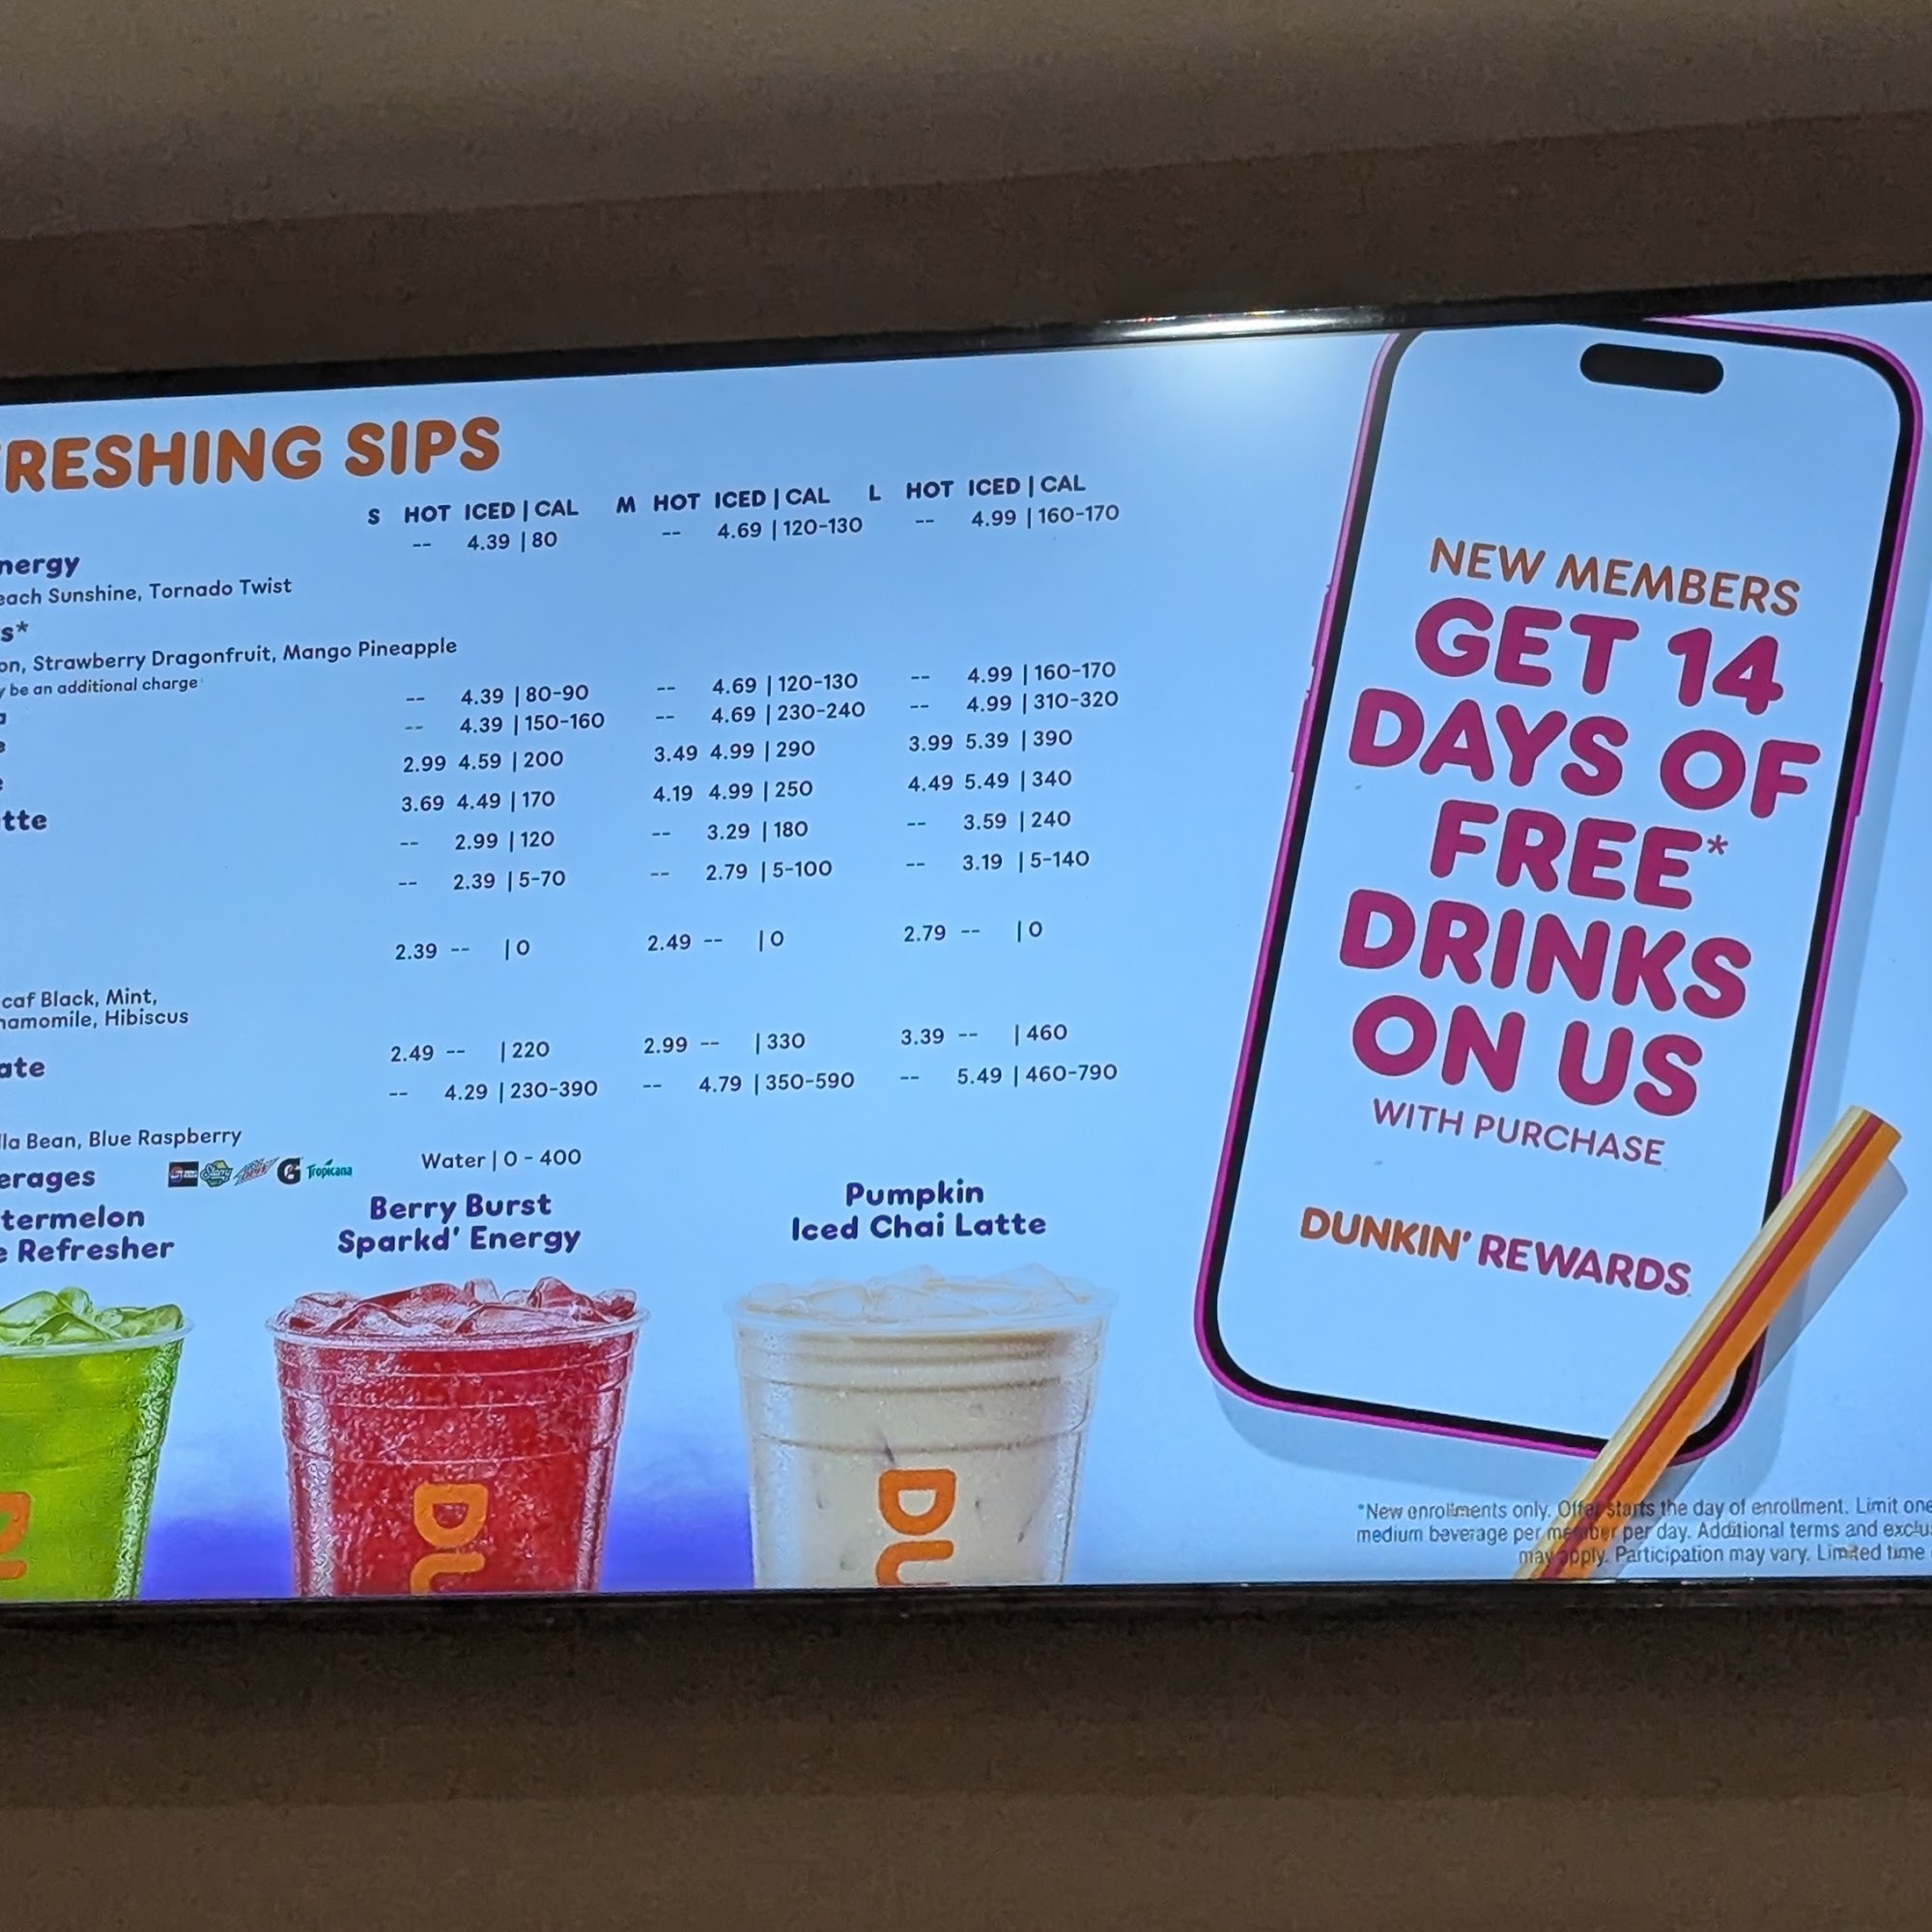 RESHING SIPS
S HOT ICED | CAL M HOT ICED | CAL L HOT ICED | CAL
-- 4.39 | 80 -- 4.69 | 120-130 -- 4.99 | 160-170
nergy
each Sunshine, Tornado Twist
s*
on, Strawberry Dragonfruit, Mango Pineapple
y be an additional charge
-- 4.39 | 80-90 -- 4.69 | 120-130 -- 4.99 | 160-170
-- 4.39 | 150-160 -- 4.69 | 230-240 -- 4.99 | 310-320
e
2.99 4.59 | 200 3.49 4.99 | 290 3.99 5.39 | 390
3.69 4.49 | 170 4.19 4.99 | 250 4.49 5.49 | 340
tte
-- 2.99 | 120 -- 3.29 | 180 -- 3.59 | 240
-- 2.39 | 5-70 -- 2.79 | 5-100 -- 3.19 | 5-140
2.39 -- | 0 2.49 -- | 0 2.79 -- | 0
caf Black, Mint,
namomile, Hibiscus
2.49 -- | 220 2.99 -- | 330 3.39 -- | 460
ate
-- 4.29 | 230-390 -- 4.79 | 350-590 -- 5.49 | 460-790
lla Bean, Blue Raspberry
erages G Tropicana Water | 0 - 400
termelon
e Refresher
Berry Burst
Sparkd' Energy
Pumpkin
Iced Chai Latte
DU
DU
NEW MEMBERS
GET 14
DAYS OF
FREE*
DRINKS
ON US
WITH PURCHASE
DUNKIN' REWARDS
*New enrollments only. Offer starts the day of enrollment. Limit one
medium beverage per member per day. Additional terms and exclu
may apply. Participation may vary. Limited time